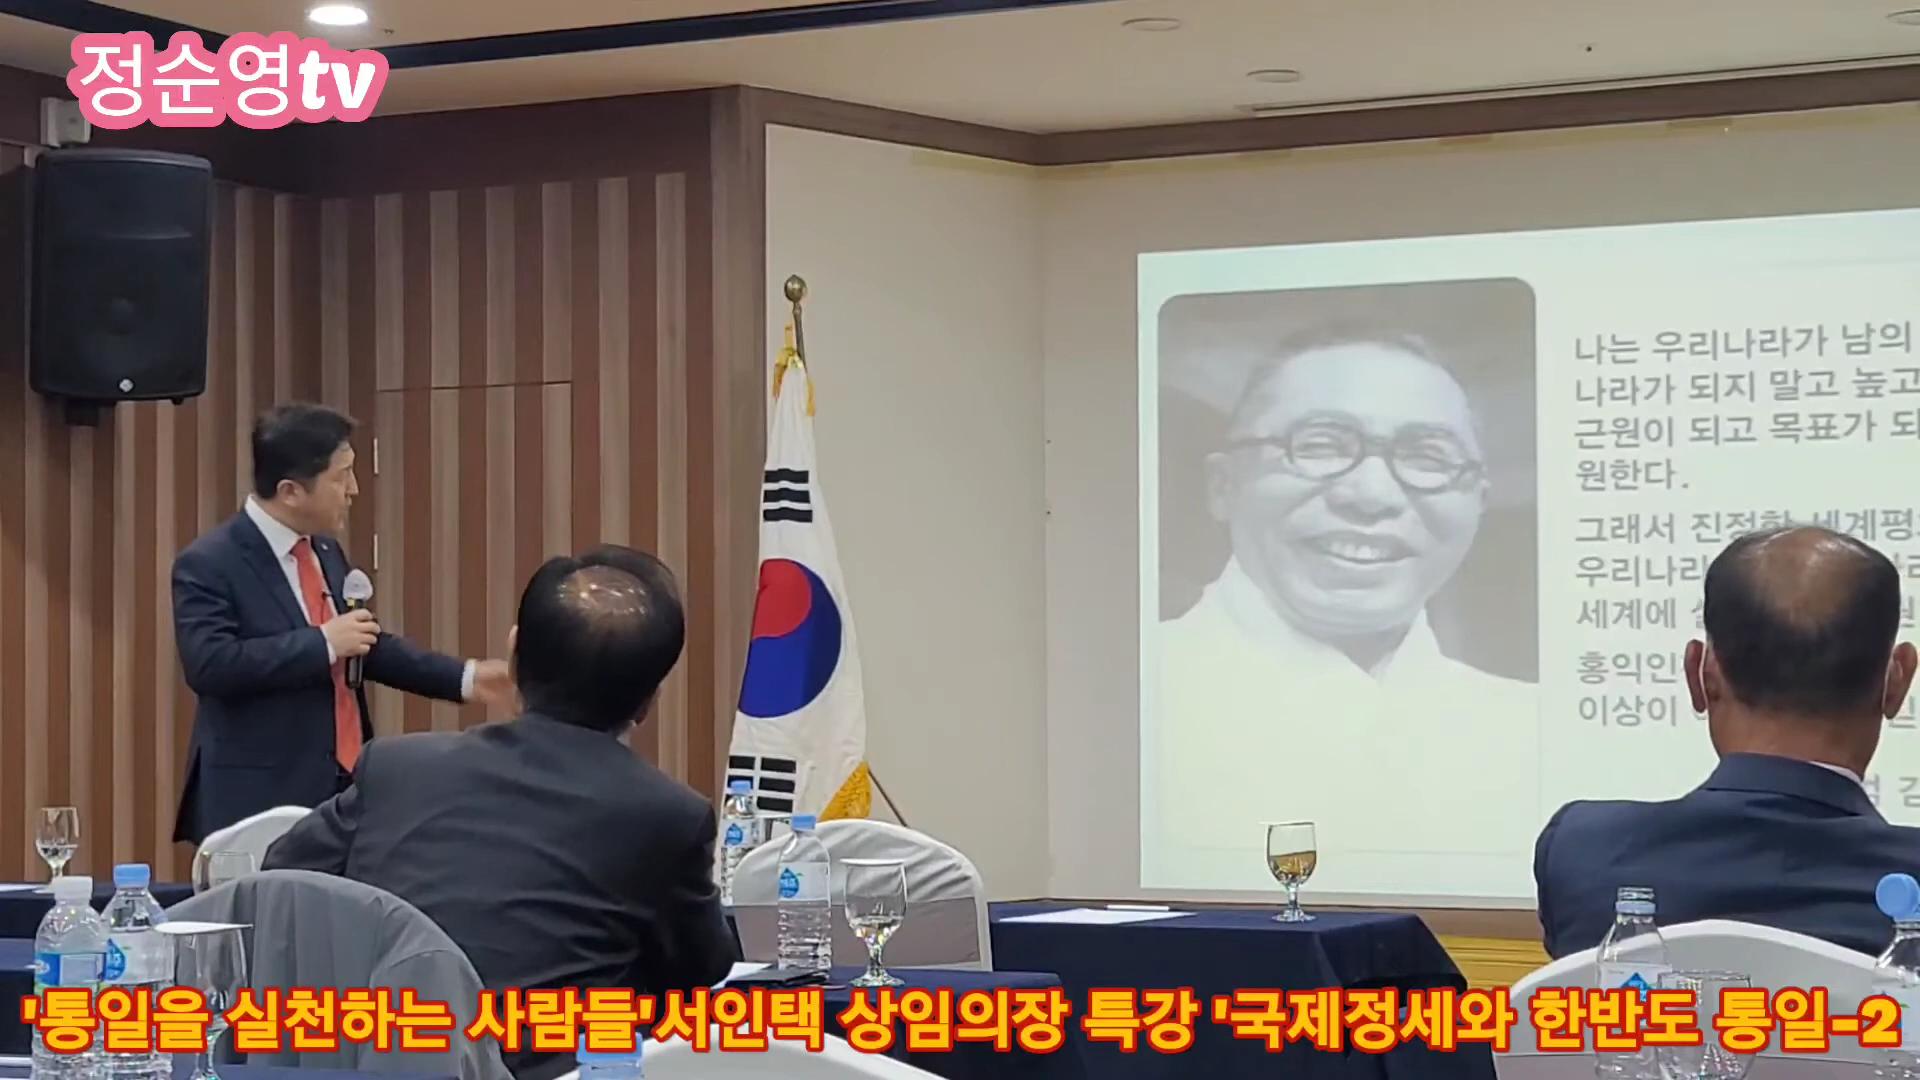 정순영tv
나는 우리나라가 남의
나라가 되지 말고 높고
근원이 되고 목표가 되
원한다.
그래서 진정한 세계평
우리나라
세계에
홍익인
이상이
김
'통일을 실천하는 사람들'서인택 상임의장 특강 '국제정세와 한반도 통일-2